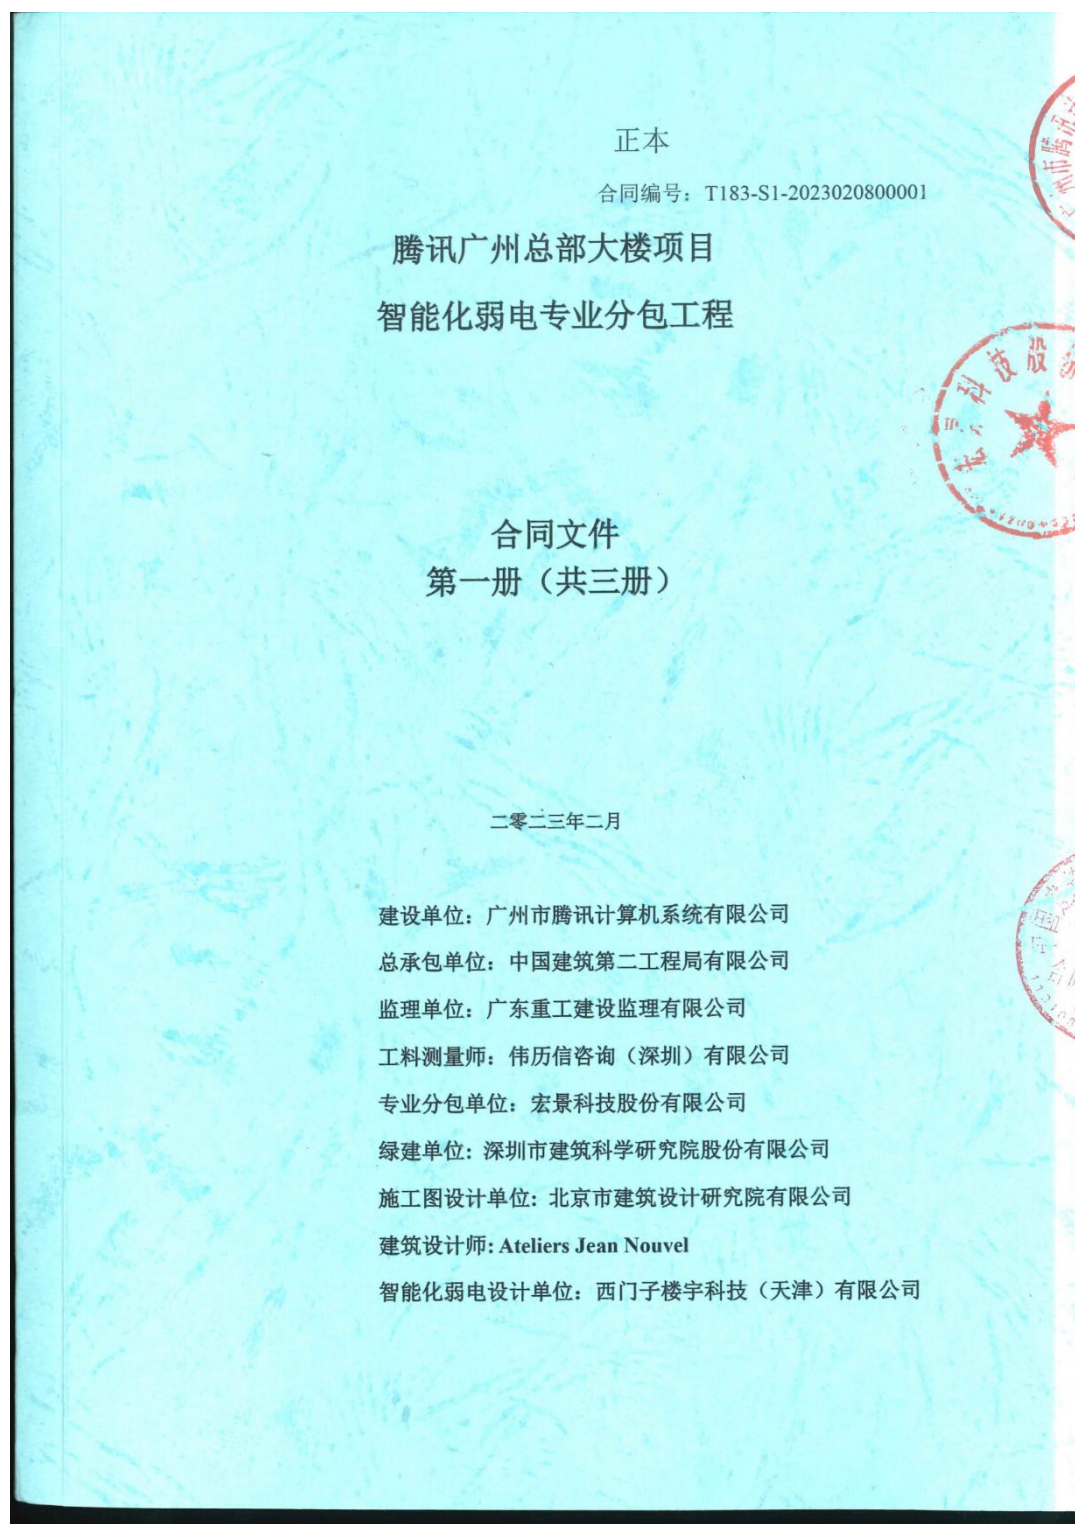 正本
合同编号：T183-S1-2023020800001
腾讯广州总部大楼项目
智能化弱电专业分包工程
科技股
合同文件
第一册（共三册）
二零二三年二月
建设单位：广州市腾讯计算机系统有限公司
总承包单位：中国建筑第二工程局有限公司
监理单位：广东重工建设监理有限公司
工料测量师：伟历信咨询（深圳）有限公司
专业分包单位：宏景科技股份有限公司
绿建单位: 深圳市建筑科学研究院股份有限公司
施工图设计单位: 北京市建筑设计研究院有限公司
建筑设计师: Ateliers Jean Nouvel
智能化弱电设计单位：西门子楼宇科技（天津）有限公司